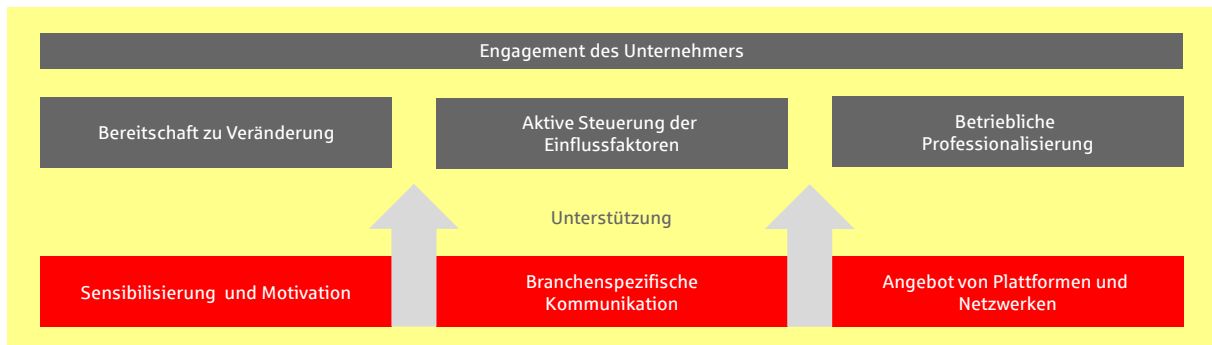 Engagement des Unternehmers
Bereitschaft zu Veränderung
Aktive Steuerung der
Einflussfaktoren
Betriebliche
Professionalisierung
Unterstützung
Sensibilisierung und Motivation
Branchenspezifische
Kommunikation
Angebot von Plattformen und
Netzwerken